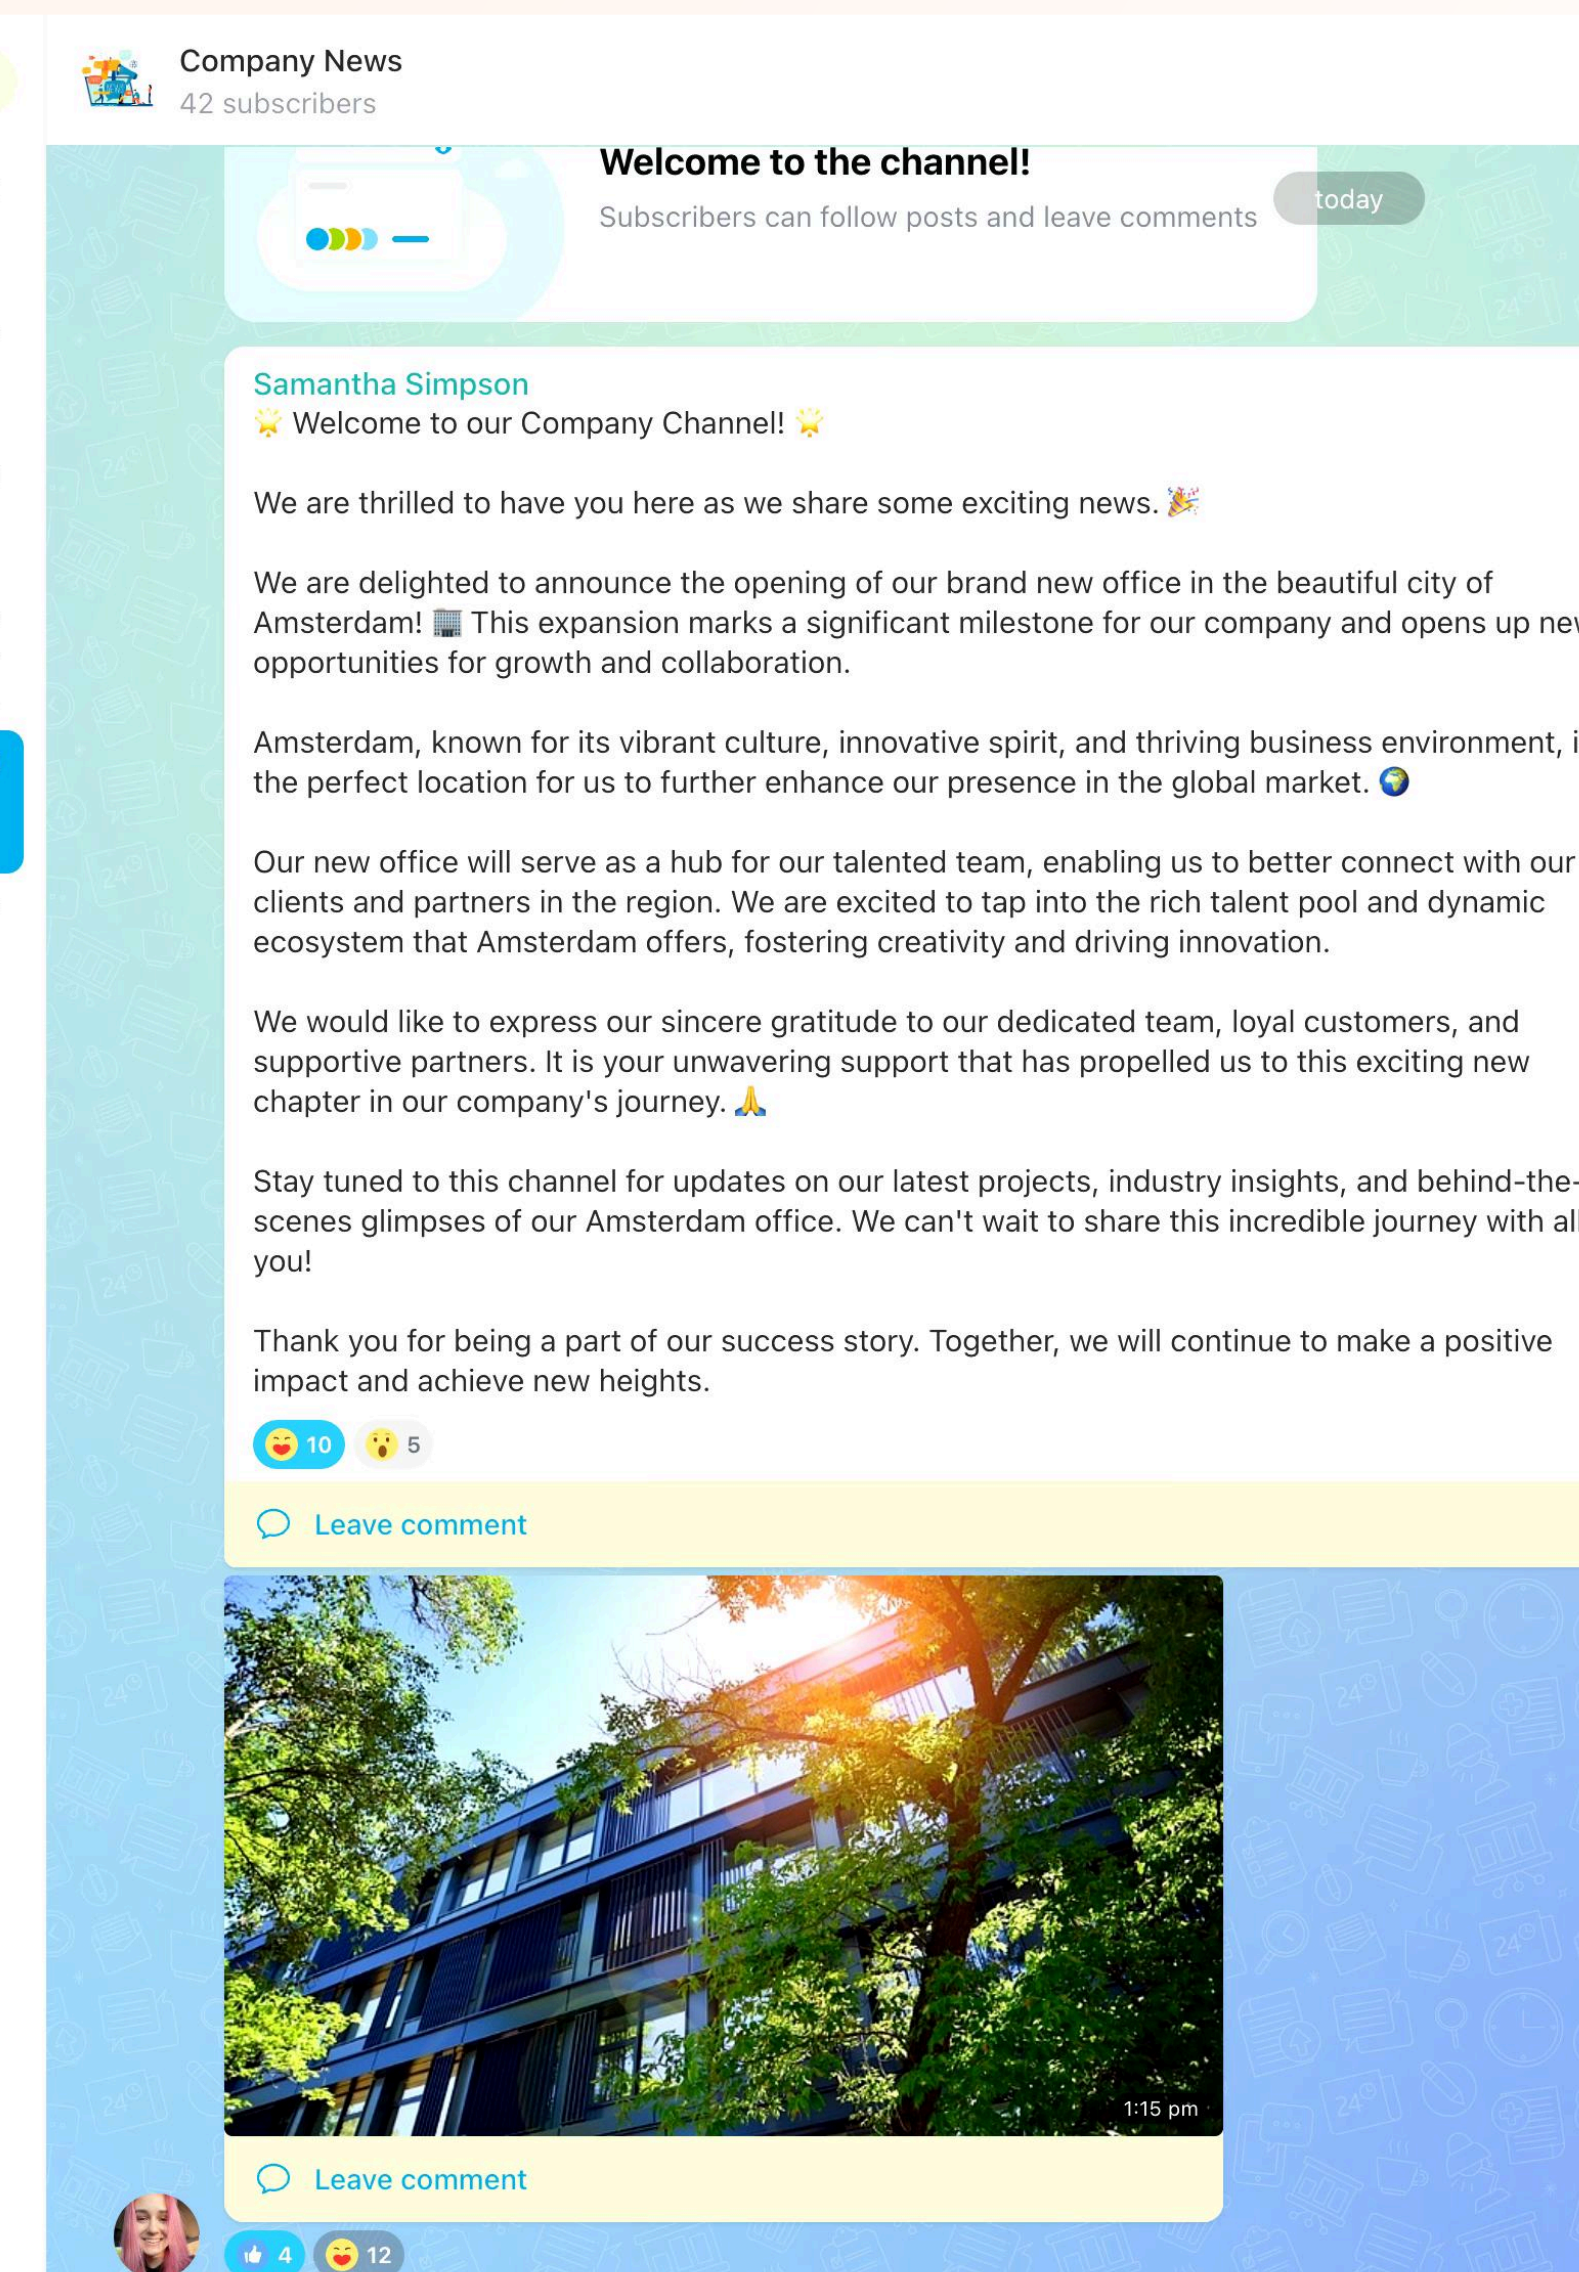 Company News
42 subscribers
Welcome to the channel!
Subscribers can follow posts and leave comments
today
Samantha Simpson
🌟 Welcome to our Company Channel! 🌟
We are thrilled to have you here as we share some exciting news. 🎉
We are delighted to announce the opening of our brand new office in the beautiful city of
Amsterdam! 🏢 This expansion marks a significant milestone for our company and opens up
opportunities for growth and collaboration.
Amsterdam, known for its vibrant culture, innovative spirit, and thriving business environment,
the perfect location for us to further enhance our presence in the global market. 🌍
Our new office will serve as a hub for our talented team, enabling us to better connect with our
clients and partners in the region. We are excited to tap into the rich talent pool and dynamic
ecosystem that Amsterdam offers, fostering creativity and driving innovation.
We would like to express our sincere gratitude to our dedicated team, loyal customers, and
supportive partners. It is your unwavering support that has propelled us to this exciting new
chapter in our company's journey. 🙏
Stay tuned to this channel for updates on our latest projects, industry insights, and behind-the-
scenes glimpses of our Amsterdam office. We can't wait to share this incredible journey with all
you!
Thank you for being a part of our success story. Together, we will continue to make a positive
impact and achieve new heights.
10 5
Leave comment
1:15 pm
Leave comment
4 12